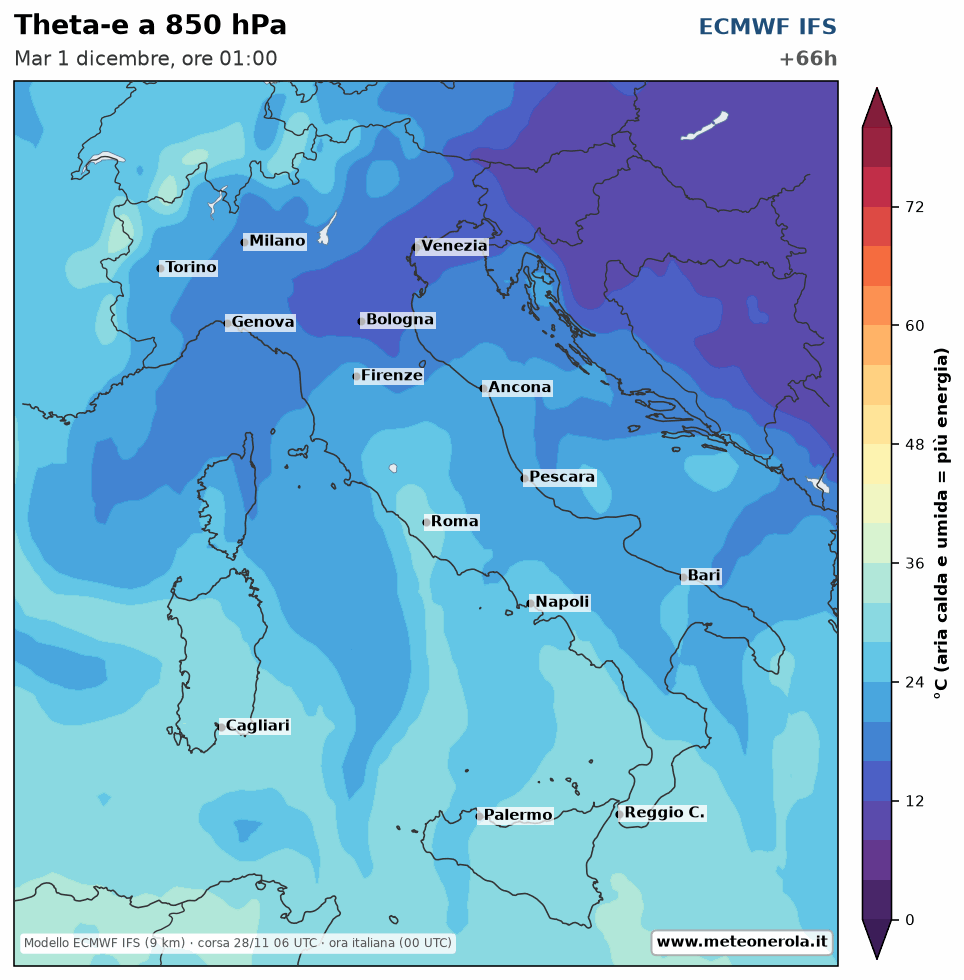 Theta-e a 850 hPa
ECMWF IFS
Mar 1 dicembre, ore 01:00
+66h
Milano
Venezia
Torino
Genova
Bologna
Firenze
Ancona
Pescara
Roma
Bari
Napoli
Cagliari
Palermo
Reggio C.
72
60
48
36
24
12
0
°C (aria calda e umida = più energia)
Modello ECMWF IFS (9 km) · corsa 28/11 06 UTC · ora italiana (00 UTC)
www.meteonerola.it